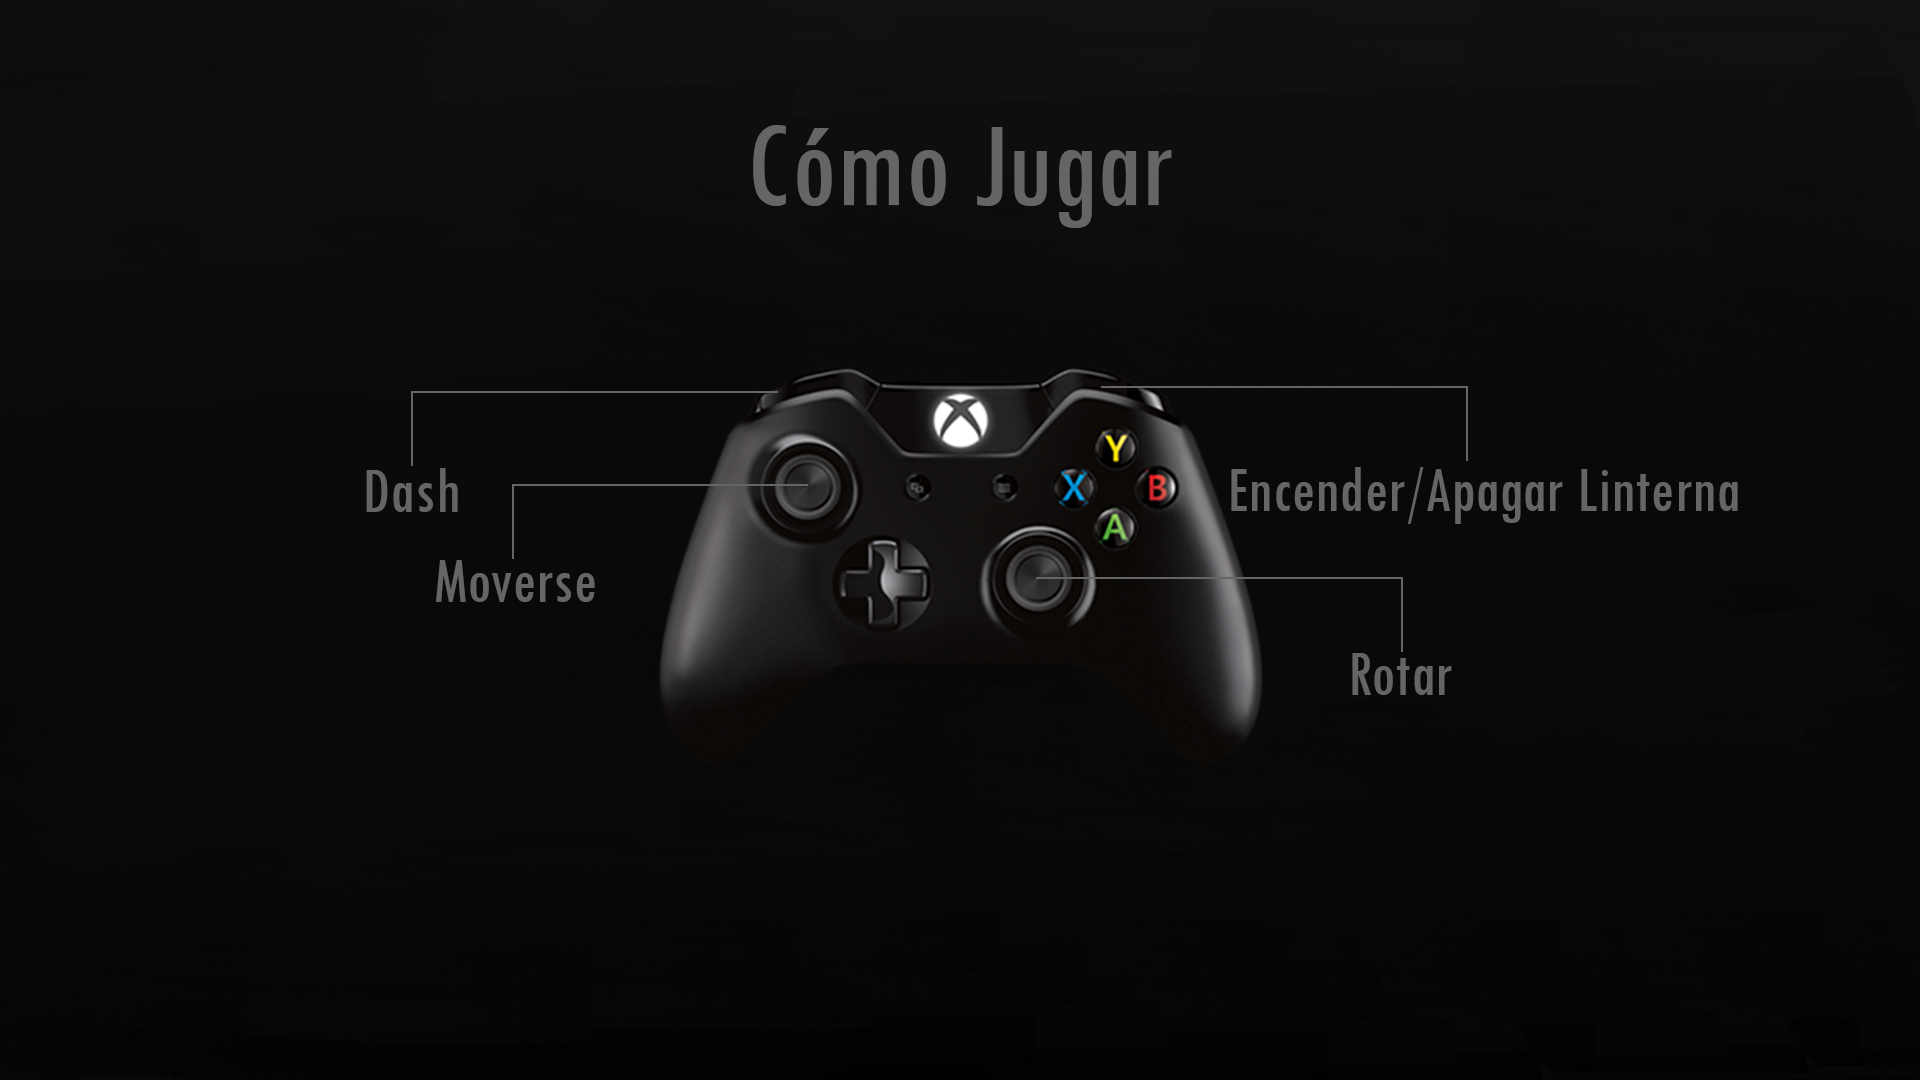 Cómo Jugar
Dash
Moverse
Encender/Apagar Linterna
Rotar
Y
X
B
A